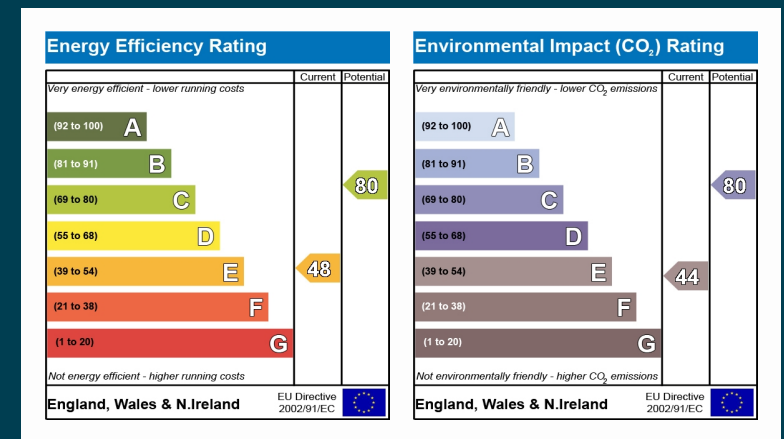 Energy Efficiency Rating
Current Potential
Very energy efficient - lower running costs
(92 to 100) A
(81 to 91) B
(69 to 80) C
80
(55 to 68) D
(39 to 54) E
48
(21 to 38) F
(1 to 20) G
Not energy efficient - higher running costs
England, Wales & N.Ireland
EU Directive
2002/91/EC
Environmental Impact (CO₂) Rating
Current Potential
Very environmentally friendly - lower CO₂ emissions
(92 to 100) A
(81 to 91) B
(69 to 80) C
80
(55 to 68) D
(39 to 54) E
44
(21 to 38) F
(1 to 20) G
Not environmentally friendly - higher CO₂ emissions
England, Wales & N.Ireland
EU Directive
2002/91/EC